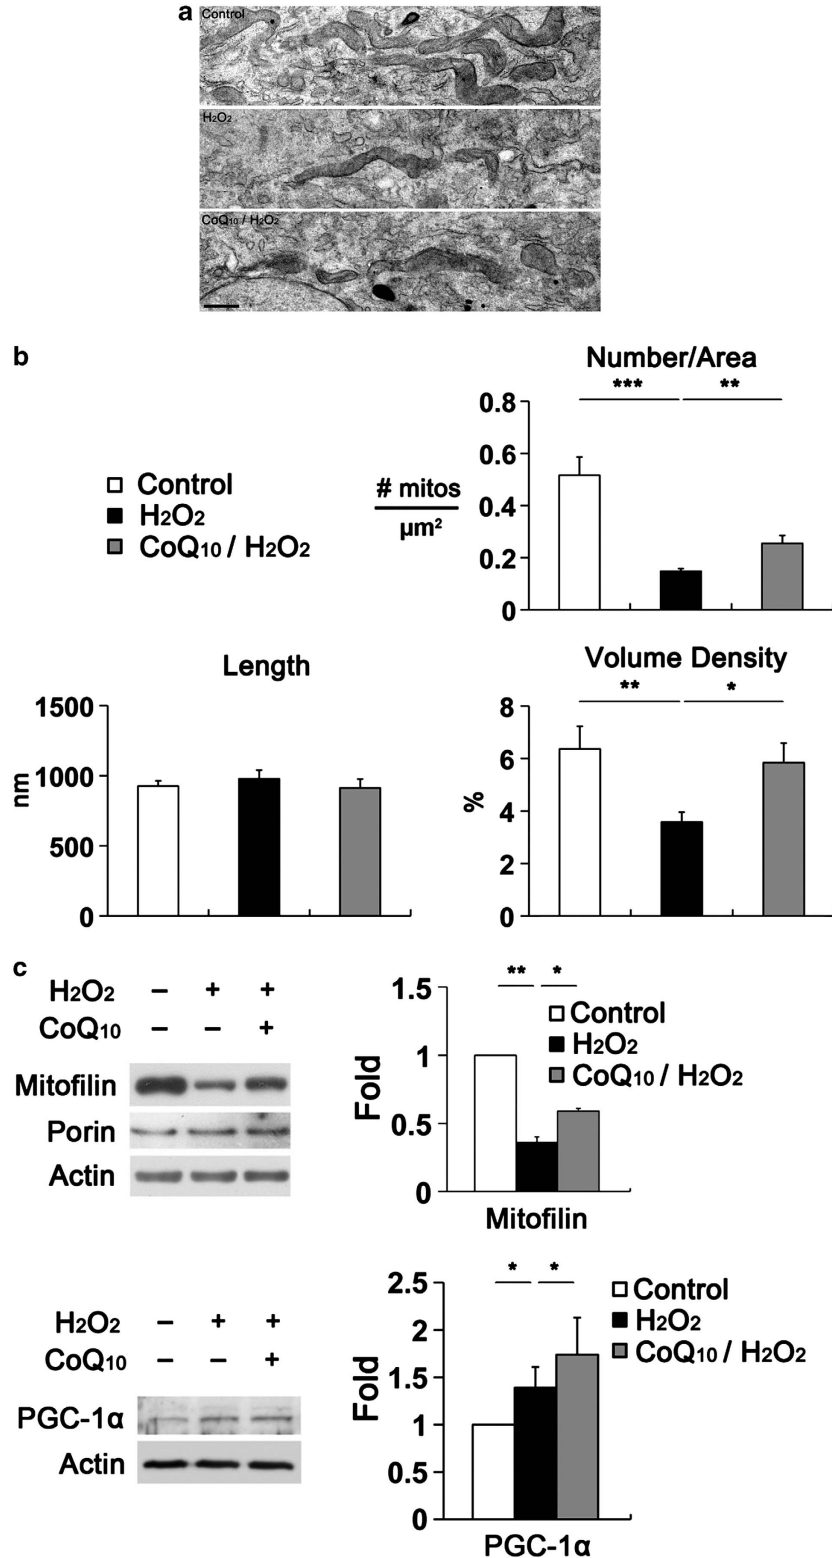 a
Control
H2O2
CoQ10 / H2O2
b
Number/Area
*** **
0.8
0.6
0.4
0.2
0
# mitos
µm²
Control
H2O2
CoQ10 / H2O2
Length
1500
1000
500
0
nm
Volume Density
** *
8
6
4
2
0
%
c
H2O2 – + +
CoQ10 – – +
Mitofilin
Porin
Actin
** *
1.5
1
0.5
0
Fold
Control
H2O2
CoQ10 / H2O2
Mitofilin
H2O2 – + +
CoQ10 – – +
PGC-1α
Actin
* *
2.5
2
1.5
1
0.5
0
Fold
Control
H2O2
CoQ10 / H2O2
PGC-1α